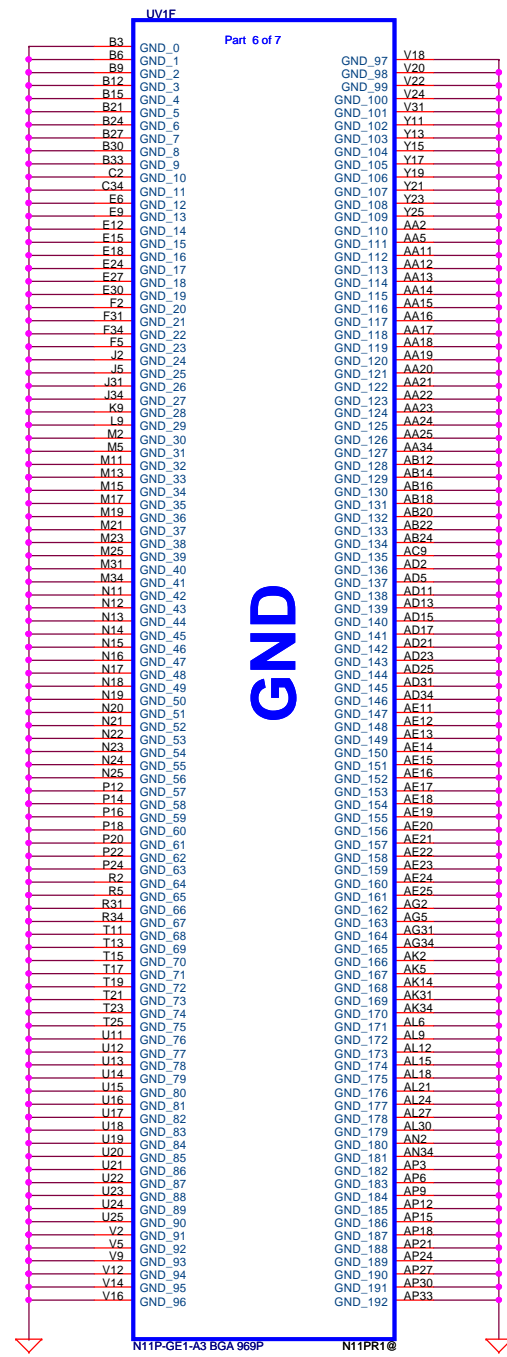 UV1F
Part 6 of 7
B3 GND_0
B6 GND_1
B9 GND_2
B12 GND_3
B15 GND_4
B21 GND_5
B24 GND_6
B27 GND_7
B30 GND_8
B33 GND_9
C2 GND_10
C34 GND_11
E6 GND_12
E9 GND_13
E12 GND_14
E15 GND_15
E18 GND_16
E24 GND_17
E27 GND_18
E30 GND_19
F2 GND_20
F31 GND_21
F34 GND_22
F5 GND_23
J2 GND_24
J5 GND_25
J31 GND_26
J34 GND_27
K9 GND_28
L9 GND_29
M2 GND_30
M5 GND_31
M11 GND_32
M13 GND_33
M15 GND_34
M17 GND_35
M19 GND_36
M21 GND_37
M23 GND_38
M25 GND_39
M31 GND_40
M34 GND_41
N11 GND_42
N12 GND_43
N13 GND_44
N14 GND_45
N15 GND_46
N16 GND_47
N17 GND_48
N18 GND_49
N19 GND_50
N20 GND_51
N21 GND_52
N22 GND_53
N23 GND_54
N24 GND_55
N25 GND_56
P12 GND_57
P14 GND_58
P16 GND_59
P18 GND_60
P20 GND_61
P22 GND_62
P24 GND_63
R2 GND_64
R5 GND_65
R31 GND_66
R34 GND_67
T11 GND_68
T13 GND_69
T15 GND_70
T17 GND_71
T19 GND_72
T21 GND_73
T23 GND_74
T25 GND_75
U11 GND_76
U12 GND_77
U13 GND_78
U14 GND_79
U15 GND_80
U16 GND_81
U17 GND_82
U18 GND_83
U19 GND_84
U20 GND_85
U21 GND_86
U22 GND_87
U23 GND_88
U24 GND_89
U25 GND_90
V2 GND_91
V5 GND_92
V9 GND_93
V12 GND_94
V14 GND_95
V16 GND_96
GND
GND_97 V18
GND_98 V20
GND_99 V22
GND_100 V24
GND_101 V31
GND_102 Y11
GND_103 Y13
GND_104 Y15
GND_105 Y17
GND_106 Y19
GND_107 Y21
GND_108 Y23
GND_109 Y25
GND_110 AA2
GND_111 AA5
GND_112 AA11
GND_113 AA12
GND_114 AA13
GND_115 AA14
GND_116 AA15
GND_117 AA16
GND_118 AA17
GND_119 AA18
GND_120 AA19
GND_121 AA20
GND_122 AA21
GND_123 AA22
GND_124 AA23
GND_125 AA24
GND_126 AA25
GND_127 AA34
GND_128 AB12
GND_129 AB14
GND_130 AB16
GND_131 AB18
GND_132 AB20
GND_133 AB22
GND_134 AB24
GND_135 AC9
GND_136 AD2
GND_137 AD5
GND_138 AD11
GND_139 AD13
GND_140 AD15
GND_141 AD17
GND_142 AD21
GND_143 AD23
GND_144 AD25
GND_145 AD31
GND_146 AD34
GND_147 AE11
GND_148 AE12
GND_149 AE13
GND_150 AE14
GND_151 AE15
GND_152 AE16
GND_153 AE17
GND_154 AE18
GND_155 AE19
GND_156 AE20
GND_157 AE21
GND_158 AE22
GND_159 AE23
GND_160 AE24
GND_161 AE25
GND_162 AG2
GND_163 AG5
GND_164 AG31
GND_165 AG34
GND_166 AK2
GND_167 AK5
GND_168 AK14
GND_169 AK31
GND_170 AK34
GND_171 AL6
GND_172 AL9
GND_173 AL12
GND_174 AL15
GND_175 AL18
GND_176 AL21
GND_177 AL24
GND_178 AL27
GND_179 AL30
GND_180 AN2
GND_181 AN34
GND_182 AP3
GND_183 AP6
GND_184 AP9
GND_185 AP12
GND_186 AP15
GND_187 AP18
GND_188 AP21
GND_189 AP24
GND_190 AP27
GND_191 AP30
GND_192 AP33
N11P-GE1-A3 BGA 969P
N11PR1@